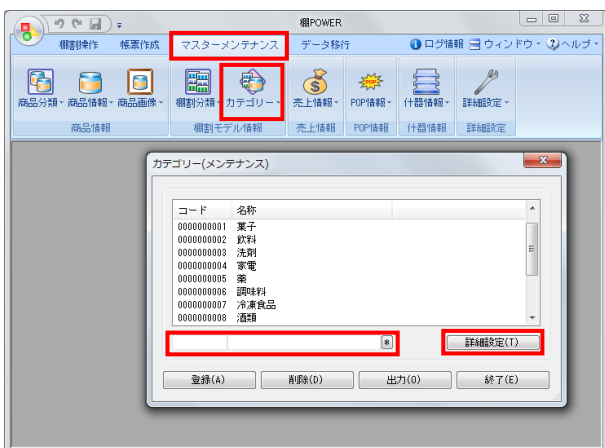 棚POWER
棚割操作 帳票作成 マスターメンテナンス データ移行 ログ情報 ウィンドウ ヘルプ
商品分類 商品情報 商品画像 棚割分類 カテゴリー 売上情報 POP情報 什器情報 詳細設定
商品情報 棚割モデル情報 売上情報 POP情報 什器情報 詳細設定
カテゴリー(メンテナンス)
コード 名称
0000000001 菓子
0000000002 飲料
0000000003 洗剤
0000000004 家電
0000000005 薬
0000000006 調味料
0000000007 冷凍食品
0000000008 酒類
* 詳細設定(T)
登録(A) 削除(D) 出力(O) 終了(E)